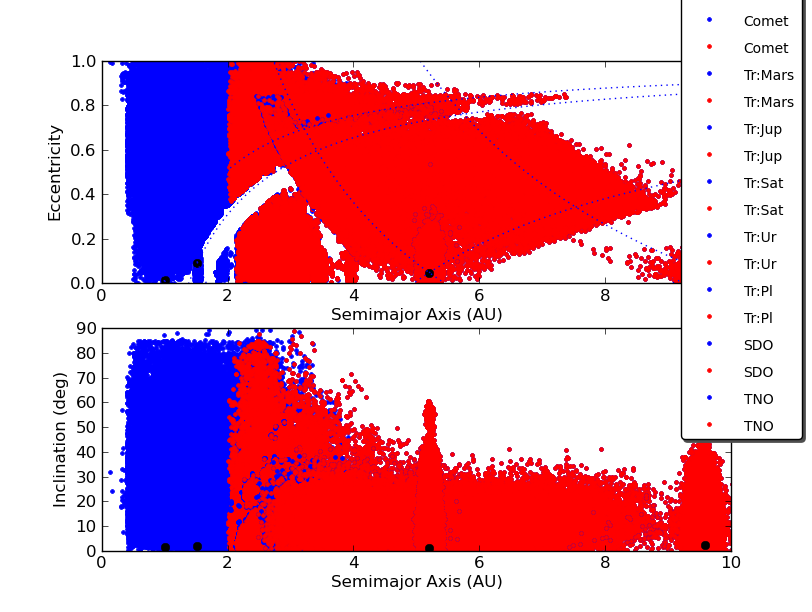 Comet
Comet
Tr:Mars
Tr:Mars
Tr:Jup
Tr:Jup
Tr:Sat
Tr:Sat
Tr:Ur
Tr:Ur
Tr:Pl
Tr:Pl
SDO
SDO
TNO
TNO
1.0
0.8
0.6
0.4
0.2
0.0
Eccentricity
0 2 4 6 8
Semimajor Axis (AU)
90
80
70
60
50
40
30
20
10
0
Inclination (deg)
0 2 4 6 8 10
Semimajor Axis (AU)